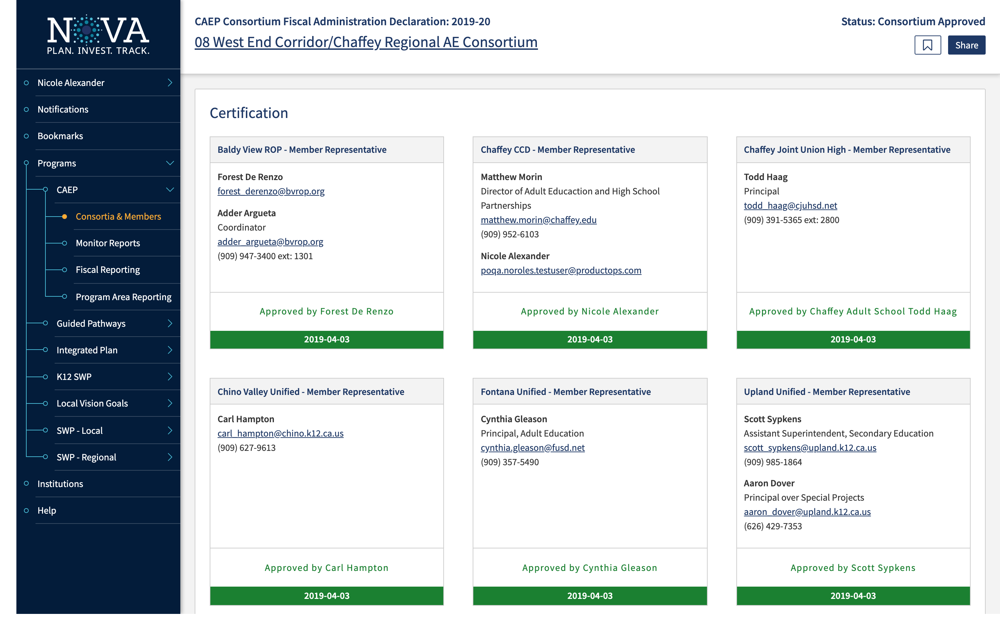 NOVA
PLAN. INVEST. TRACK.
Nicole Alexander
Notifications
Bookmarks
Programs
CAEP
Consortia & Members
Monitor Reports
Fiscal Reporting
Program Area Reporting
Guided Pathways
Integrated Plan
K12 SWP
Local Vision Goals
SWP - Local
SWP - Regional
Institutions
Help
CAEP Consortium Fiscal Administration Declaration: 2019-20
08 West End Corridor/Chaffey Regional AE Consortium
Status: Consortium Approved
Share
Certification
Baldy View ROP - Member Representative
Forest De Renzo
forest_derenzo@bvrop.org
Adder Argueta
Coordinator
adder_argueta@bvrop.org
(909) 947-3400 ext: 1301
Approved by Forest De Renzo
2019-04-03
Chaffey CCD - Member Representative
Matthew Morin
Director of Adult Educaction and High School
Partnerships
matthew.morin@chaffey.edu
(909) 952-6103
Nicole Alexander
poqa.noroles.testuser@productops.com
Approved by Nicole Alexander
2019-04-03
Chaffey Joint Union High - Member Representative
Todd Haag
Principal
todd_haag@cjuhsd.net
(909) 391-5365 ext: 2800
Approved by Chaffey Adult School Todd Haag
2019-04-03
Chino Valley Unified - Member Representative
Carl Hampton
carl_hampton@chino.k12.ca.us
(909) 627-9613
Approved by Carl Hampton
2019-04-03
Fontana Unified - Member Representative
Cynthia Gleason
Principal, Adult Education
cynthia.gleason@fusd.net
(909) 357-5490
Approved by Cynthia Gleason
2019-04-03
Upland Unified - Member Representative
Scott Sypkens
Assistant Superintendent, Secondary Education
scott_sypkens@upland.k12.ca.us
(909) 985-1864
Aaron Dover
Principal over Special Projects
aaron_dover@upland.k12.ca.us
(626) 429-7353
Approved by Scott Sypkens
2019-04-03